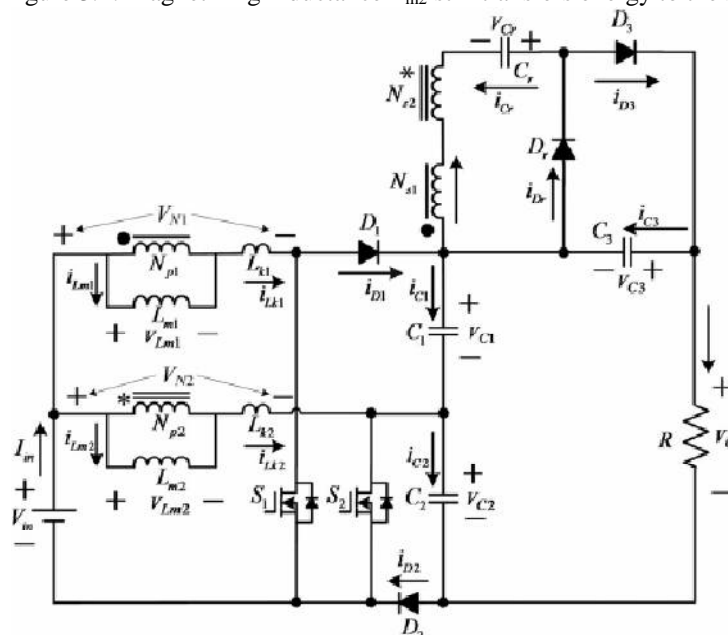 V_Cr D_3
* − + C_r
N_s2 i_Cr i_D3
D_r
N_s1 i_Dr i_C3
V_N1 D_1 C_3
+ − − V_C3 +
N_p1 L_k1
i_Lm1 i_Lk1 i_D1 i_C1 +
L_m1 C_1 V_C1
+ V_Lm1 − −
V_N2
+ − +
* N_p2 L_k2 R
I_in i_Lm2 i_Lk2 i_C2 +
L_m2 S_1 S_2 C_2 V_C2
+ + V_Lm2 − − −
V_in
− i_D2